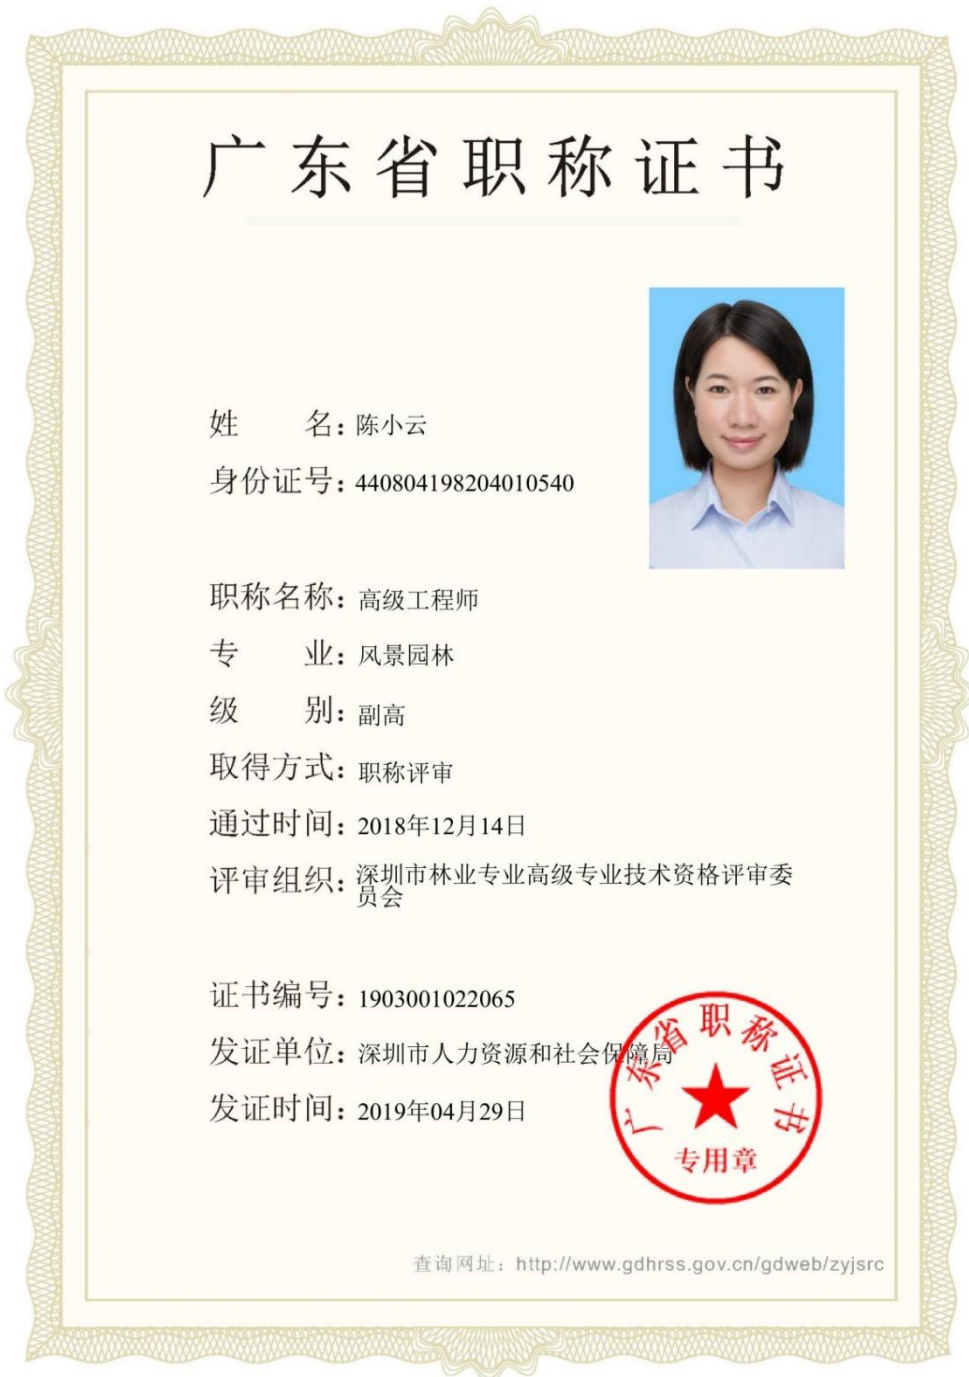 广东省职称证书
姓 名：陈小云
身份证号：440804198204010540
职称名称：高级工程师
专 业：风景园林
级 别：副高
取得方式：职称评审
通过时间：2018年12月14日
评审组织：深圳市林业专业高级专业技术资格评审委
员会
证书编号：1903001022065
发证单位：深圳市人力资源和社会保障局
发证时间：2019年04月29日
广东省职称证书
专用章
查询网址：http://www.gdhrss.gov.cn/gdweb/zyjsrc